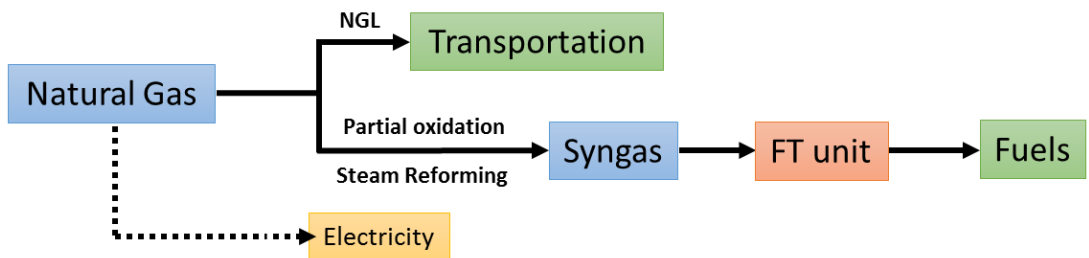 NGL
Transportation
Natural Gas
Partial oxidation
Steam Reforming
Syngas
FT unit
Fuels
Electricity